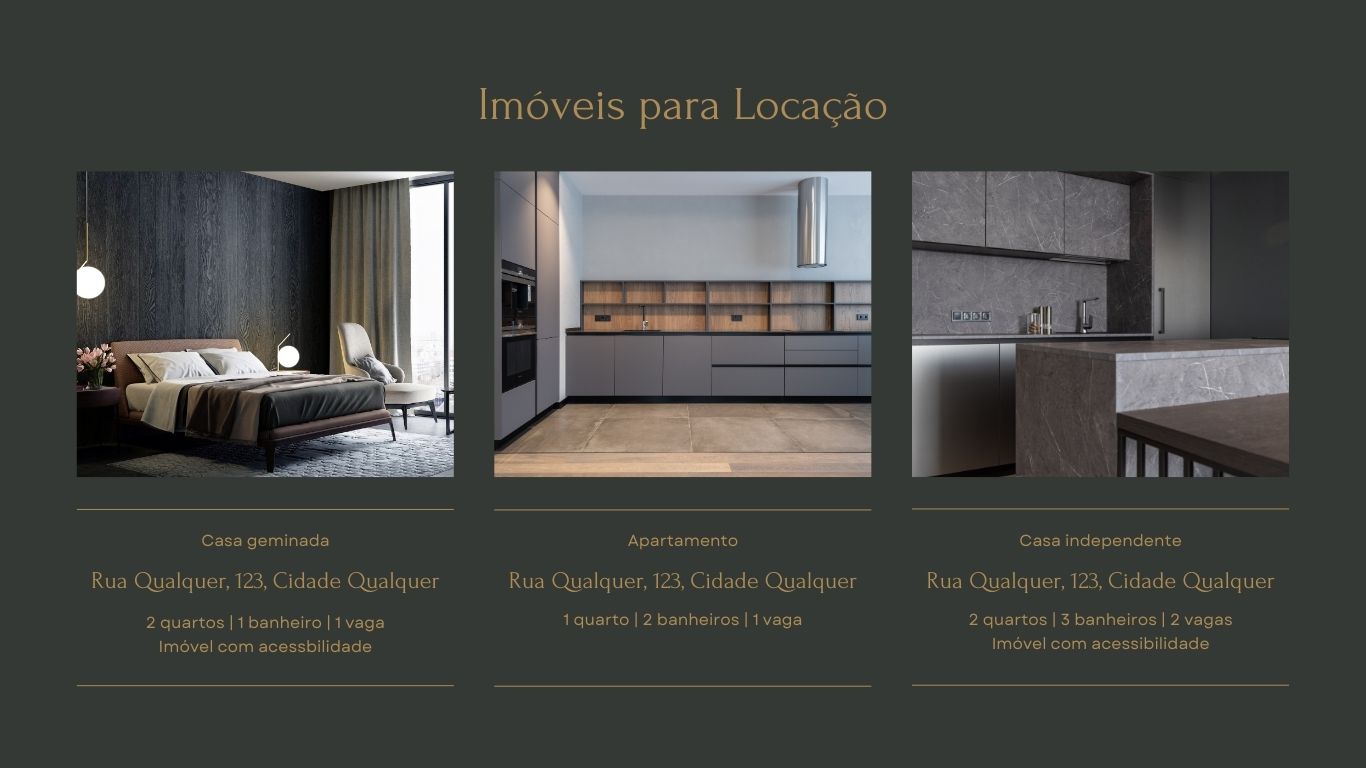 Imóveis para Locação
Casa geminada
Rua Qualquer, 123, Cidade Qualquer
2 quartos | 1 banheiro | 1 vaga
Imóvel com acessbilidade
Apartamento
Rua Qualquer, 123, Cidade Qualquer
1 quarto | 2 banheiros | 1 vaga
Casa independente
Rua Qualquer, 123, Cidade Qualquer
2 quartos | 3 banheiros | 2 vagas
Imóvel com acessibilidade